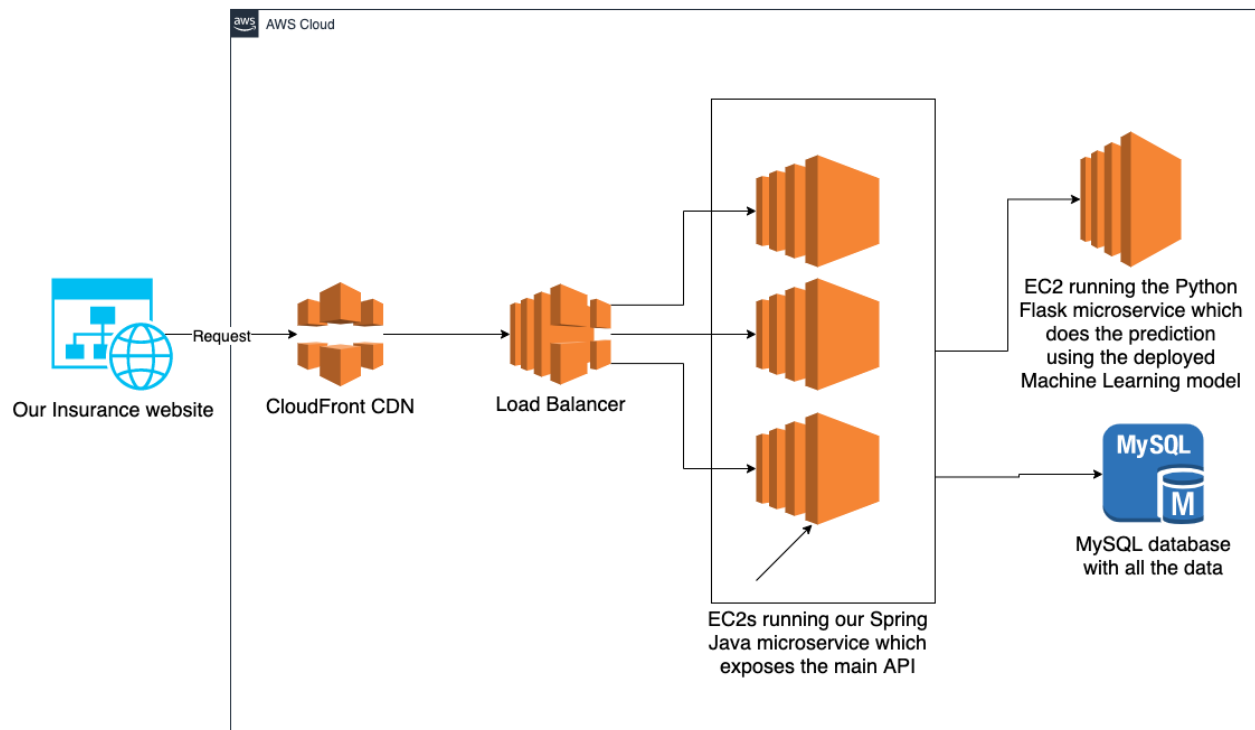 aws
AWS Cloud
Request
Our Insurance website
CloudFront CDN
Load Balancer
EC2s running our Spring
Java microservice which
exposes the main API
EC2 running the Python
Flask microservice which
does the prediction
using the deployed
Machine Learning model
MySQL
M
MySQL database
with all the data